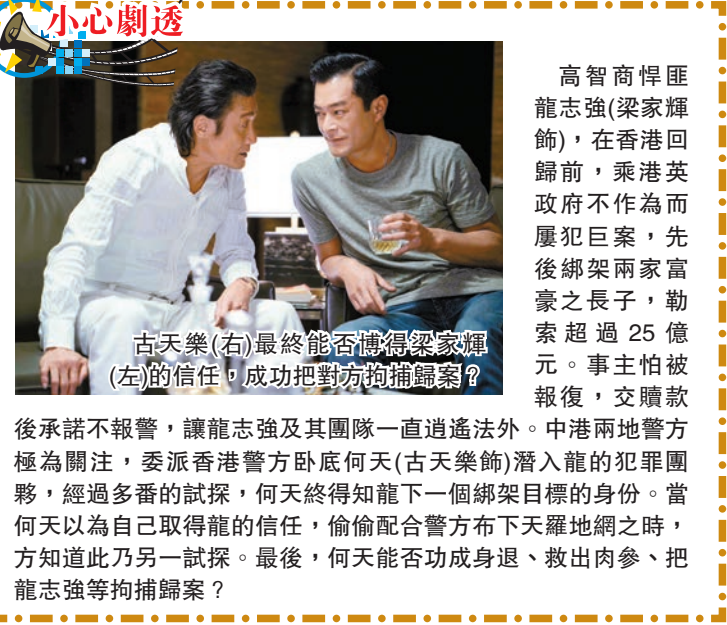 小心劇透
高智商悍匪
龍志強(梁家輝
飾)，在香港回
歸前，乘港英
政府不作為而
屢犯巨案，先
後綁架兩家富
豪之長子，勒
索超過25億
元。事主怕被
報復，交贖款
古天樂(右)最終能否博得梁家輝
(左)的信任，成功把對方拘捕歸案？
後承諾不報警，讓龍志強及其團隊一直逍遙法外。中港兩地警方
極為關注，委派香港警方卧底何天(古天樂飾)潛入龍的犯罪團
夥，經過多番的試探，何天終得知龍下一個綁架目標的身份。當
何天以為自己取得龍的信任，偷偷配合警方布下天羅地網之時，
方知道此乃另一試探。最後，何天能否功成身退、救出肉參、把
龍志強等拘捕歸案？